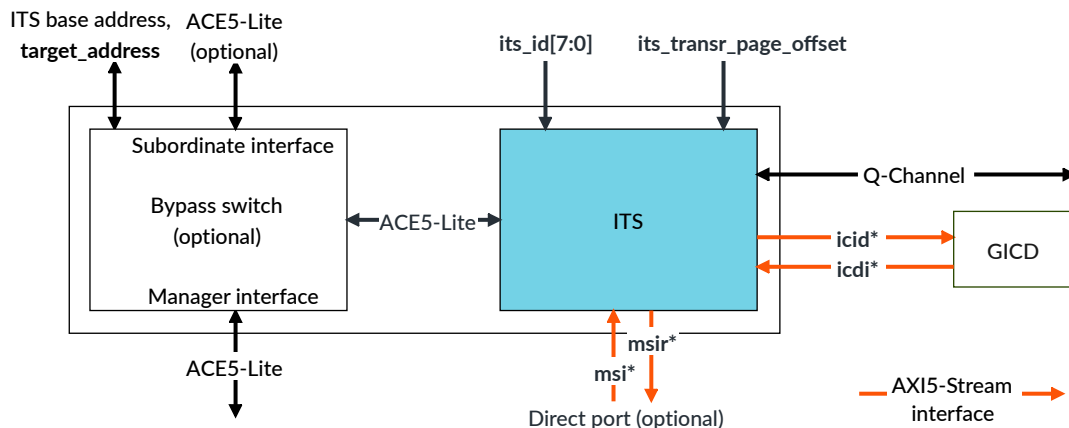 ITS base address,
target_address
ACE5-Lite
(optional)
its_id[7:0]
its_transr_page_offset
Subordinate interface
Bypass switch
(optional)
Manager interface
ACE5-Lite
ITS
Q-Channel
icid*
icdi*
GICD
ACE5-Lite
msir*
msi*
Direct port (optional)
AXI5-Stream
interface